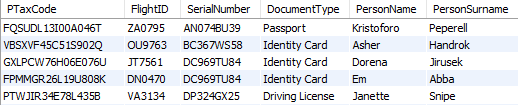 PTaxCode FlightID SerialNumber DocumentType PersonName PersonSurname
FQSUDL13I00A046T ZA0795 AN074BU39 Passport Kristoforo Peperell
VBSXVF45C51S902Q OU9763 BC367WS58 Identity Card Asher Handrok
GXLPCW76H06E076U JT7561 DC969TU84 Identity Card Dorena Jirusek
FPMMGR26L19U808K DN0470 DC969TU84 Identity Card Em Abba
PTWJIR34E78L435B VA3134 DP324GX25 Driving License Janette Snipe